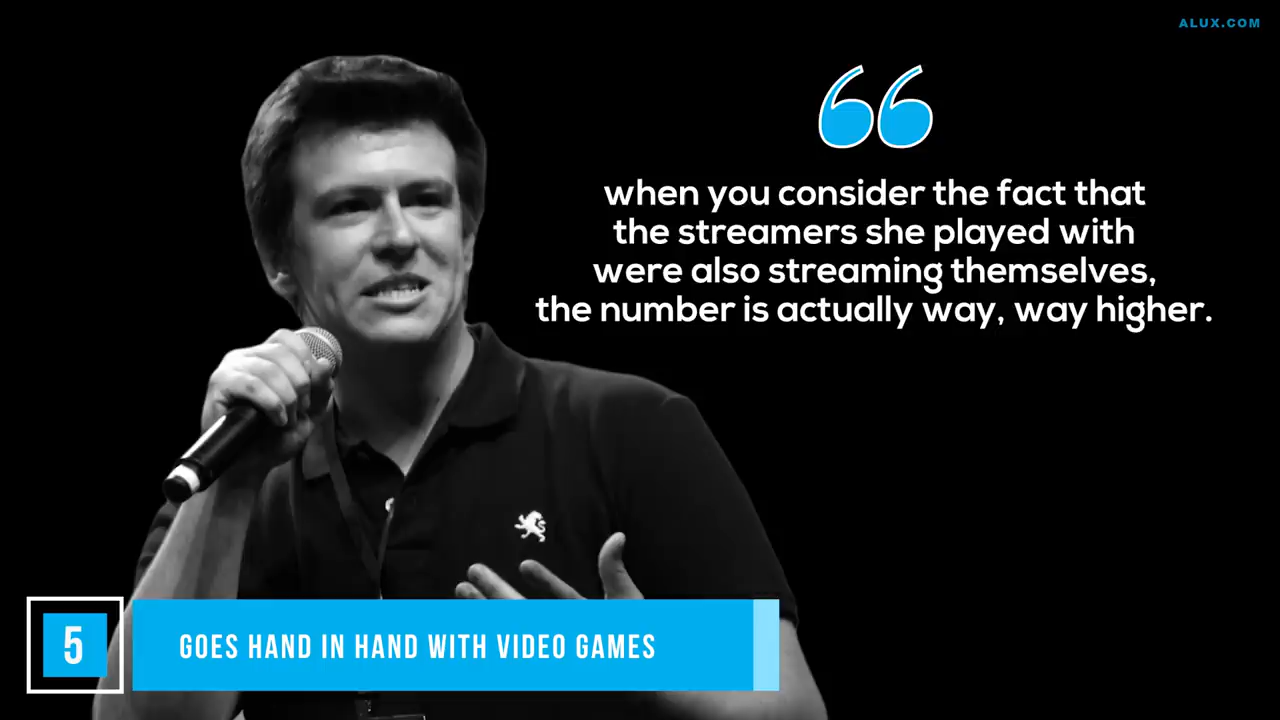 ALUX.COM
“
when you consider the fact that
the streamers she played with
were also streaming themselves,
the number is actually way, way higher.
5
GOES HAND IN HAND WITH VIDEO GAMES